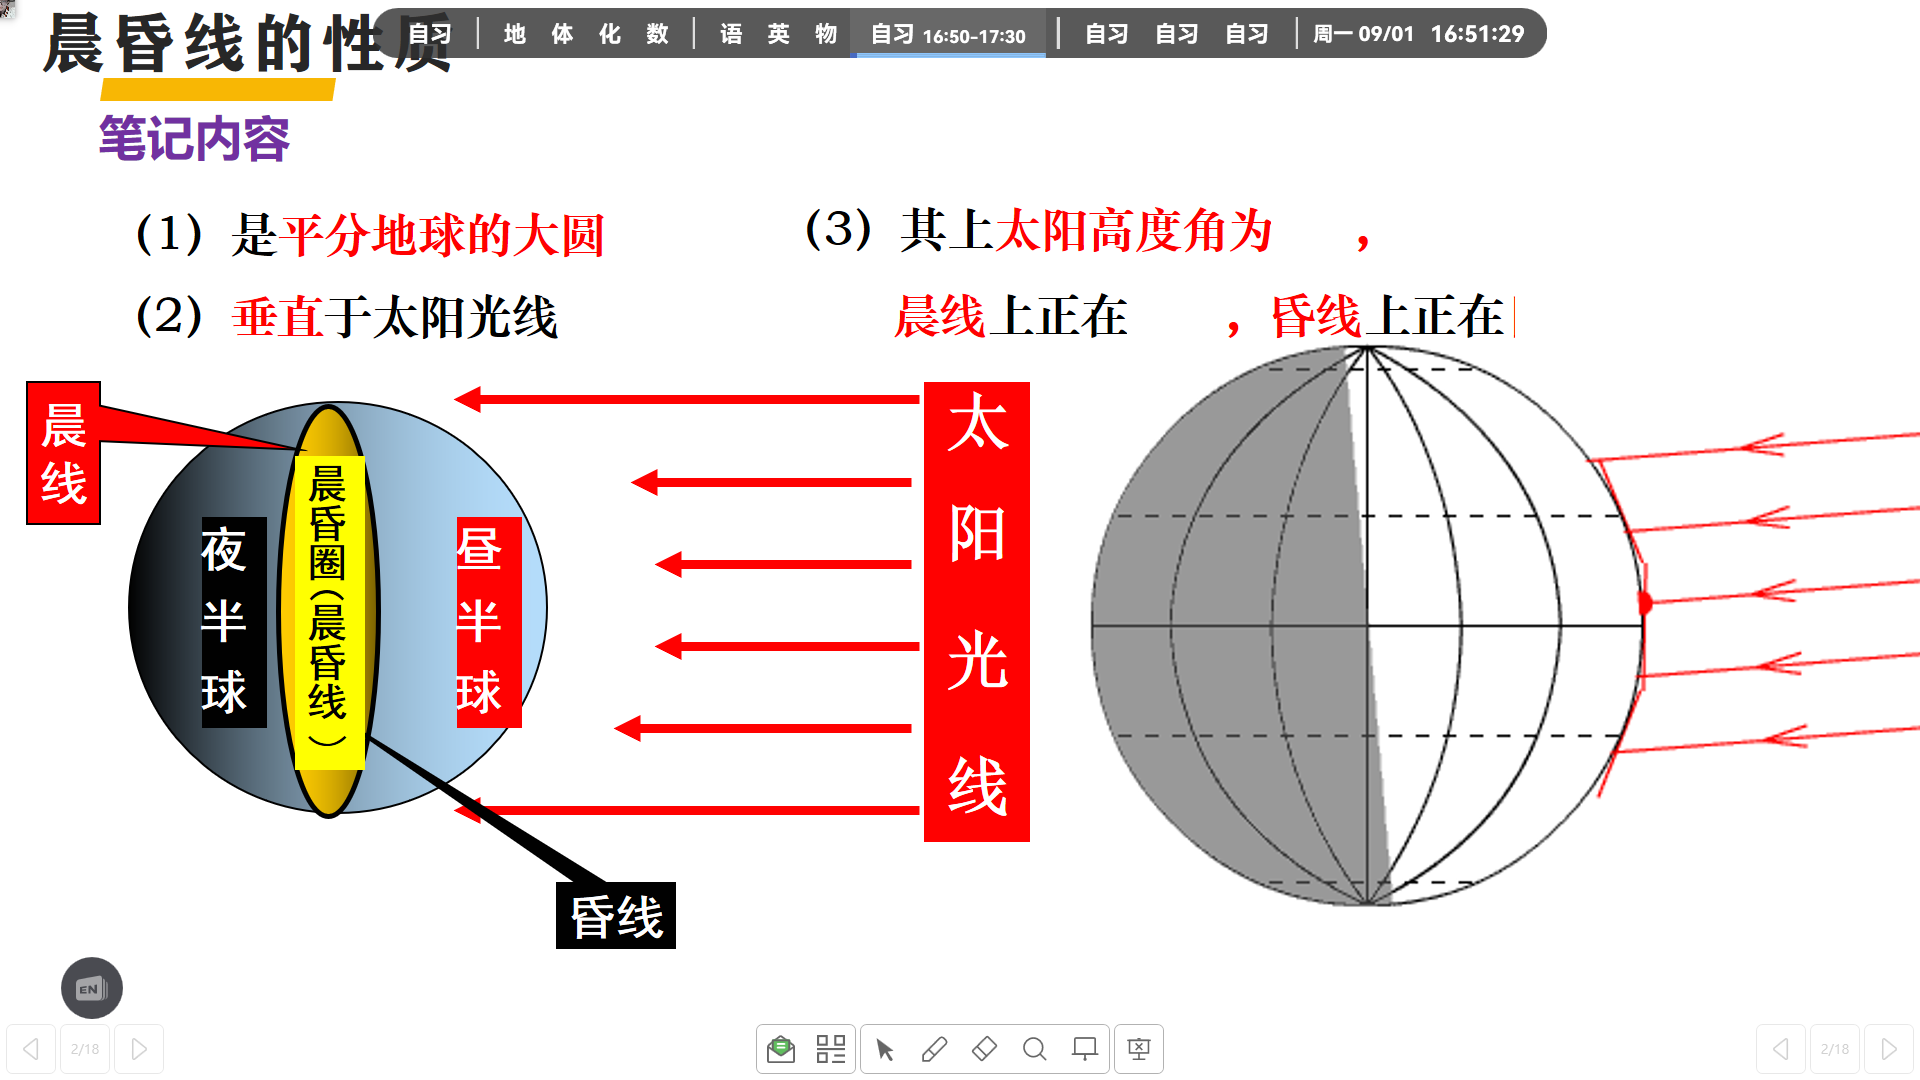 晨昏线的性质
自习 地 体 化 数 语 英 物 自习 16:50-17:30 自习 自习 自习 周一 09/01 16:51:29
笔记内容
（1）是平分地球的大圆
（2）垂直于太阳光线
（3）其上太阳高度角为 ，
晨线上正在 ，昏线上正在
晨线
夜半球
晨昏圈（晨昏线）
昼半球
太阳光线
昏线
EN
2/18
2/18